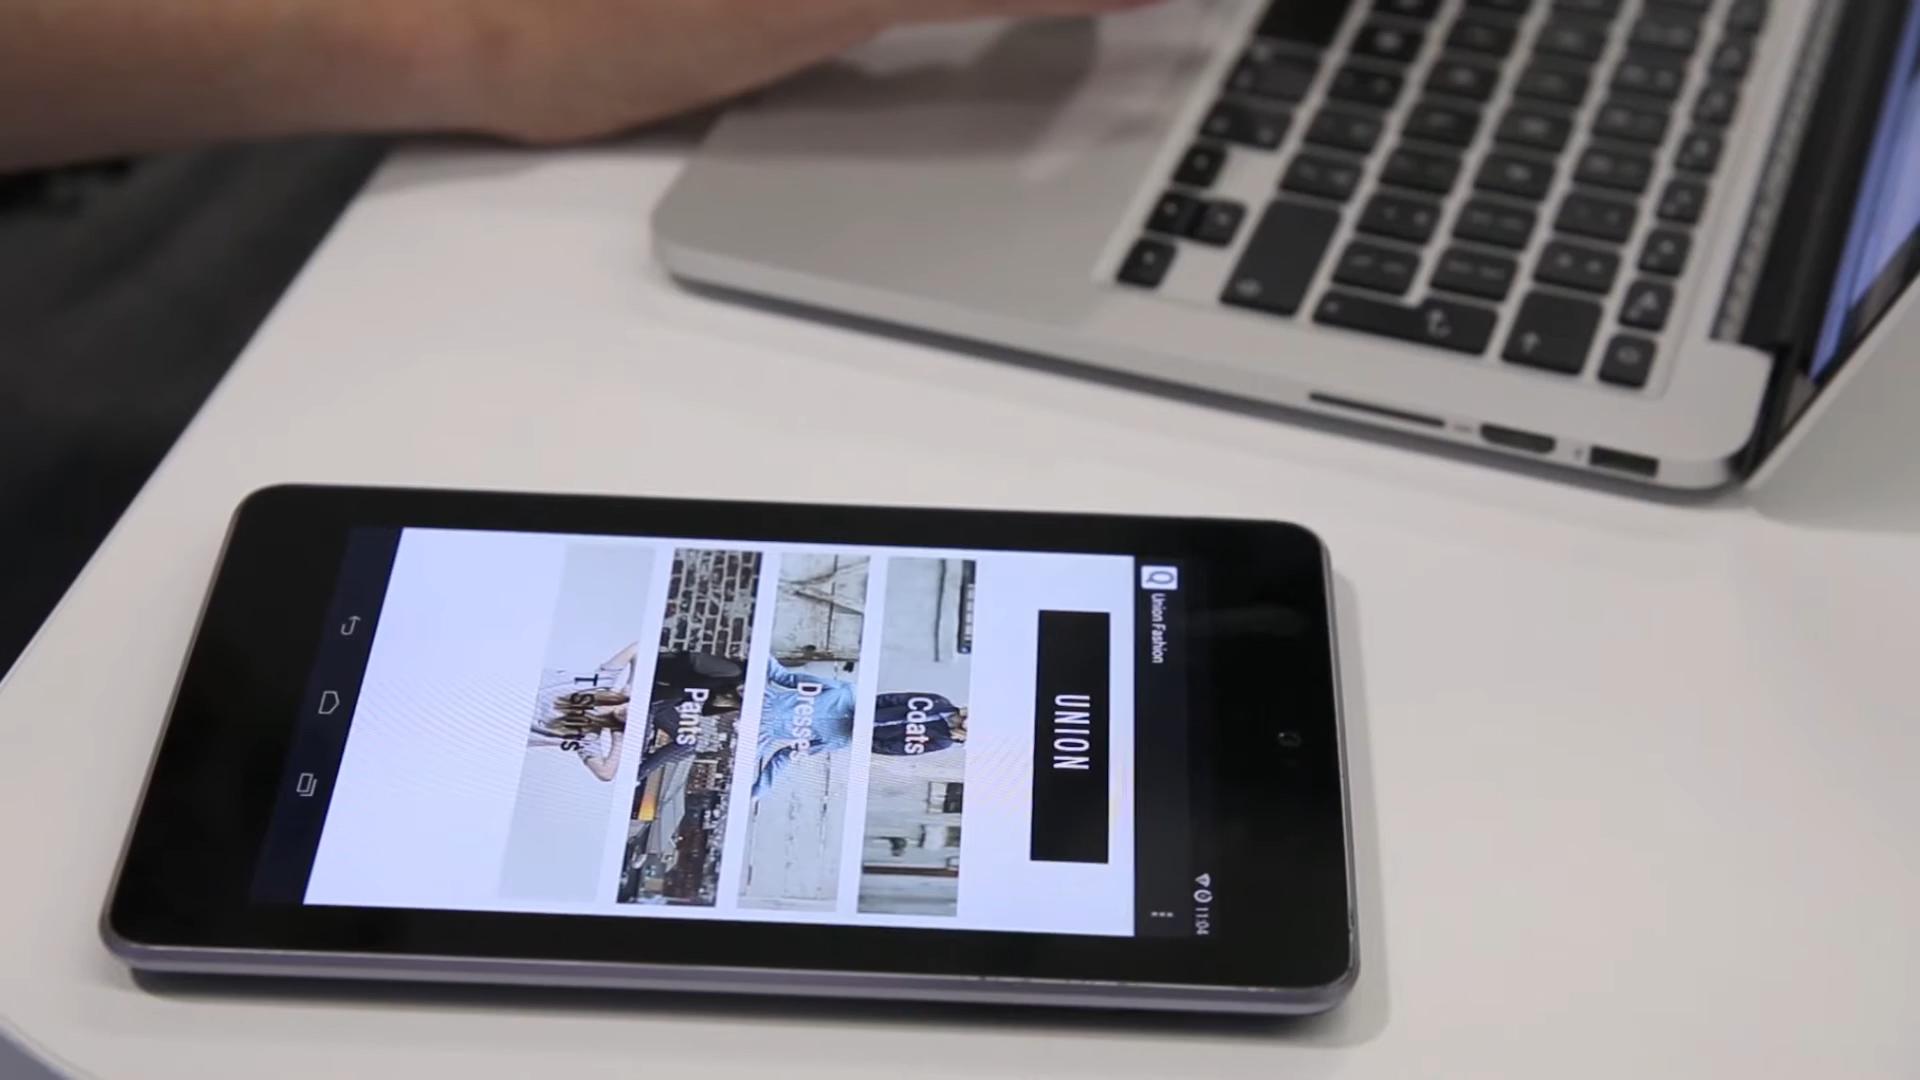 11:04
Union Fashion
UNION
Coats
Dresses
Pants
T Shirts